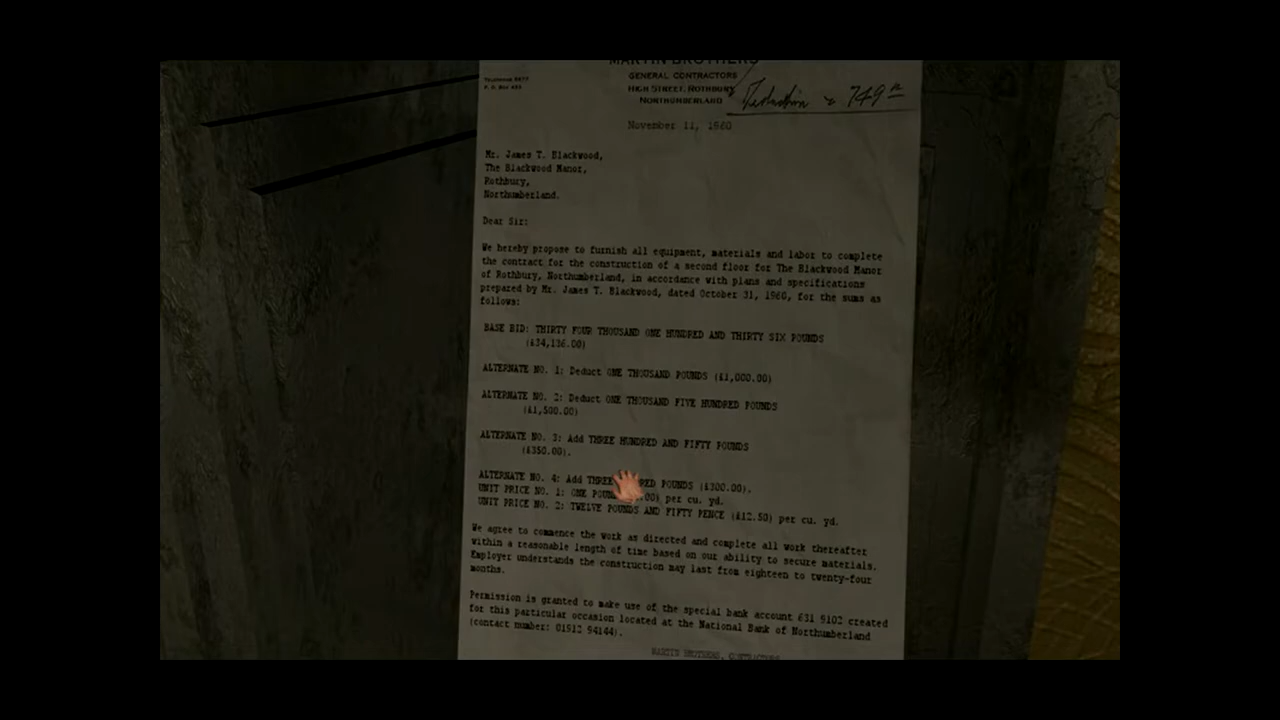 MARTIN BROTHERS
GENERAL CONTRACTORS
HIGH STREET, ROTHBURY
NORTHUMBERLAND
749
November 11, 1960
Mr. James T. Blackwood,
The Blackwood Manor,
Rothbury,
Northumberland.
Dear Sir:
We hereby propose to furnish all equipment, materials and labor to complete
the contract for the construction of a second floor for The Blackwood Manor
of Rothbury, Northumberland, in accordance with plans and specifications
prepared by Mr. James T. Blackwood, dated October 31, 1960, for the sums as
follows:
BASE BID: THIRTY FOUR THOUSAND ONE HUNDRED AND THIRTY SIX POUNDS
(£34,136.00)
ALTERNATE NO. 1: Deduct ONE THOUSAND POUNDS (£1,000.00)
ALTERNATE NO. 2: Deduct ONE THOUSAND FIVE HUNDRED POUNDS
(£1,500.00)
ALTERNATE NO. 3: Add THREE HUNDRED AND FIFTY POUNDS
(£350.00).
ALTERNATE NO. 4: Add THREE POUNDS (£300.00).
UNIT PRICE NO. 1: ONE per cu. yd.
UNIT PRICE NO. 2: TWELVE POUNDS AND FIFTY PENCE (£12.50) per cu. yd.
We agree to commence the work as directed and complete all work thereafter
within a reasonable length of time based on our ability to secure materials.
Employer understands the construction may last from eighteen to twenty-four
months.
Permission is granted to make use of the special bank account 631 9102 created
for this particular occasion located at the National Bank of Northumberland
(contact number: 01912 94144).
MARTIN BROTHERS, CONTRACTORS